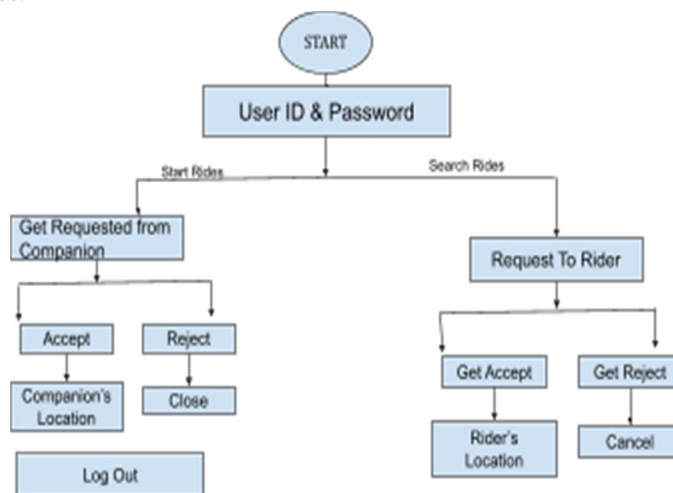 START
User ID & Password
Start Rides
Search Rides
Get Requested from
Companion
Request To Rider
Accept
Reject
Get Accept
Get Reject
Companion's
Location
Close
Rider's
Location
Cancel
Log Out